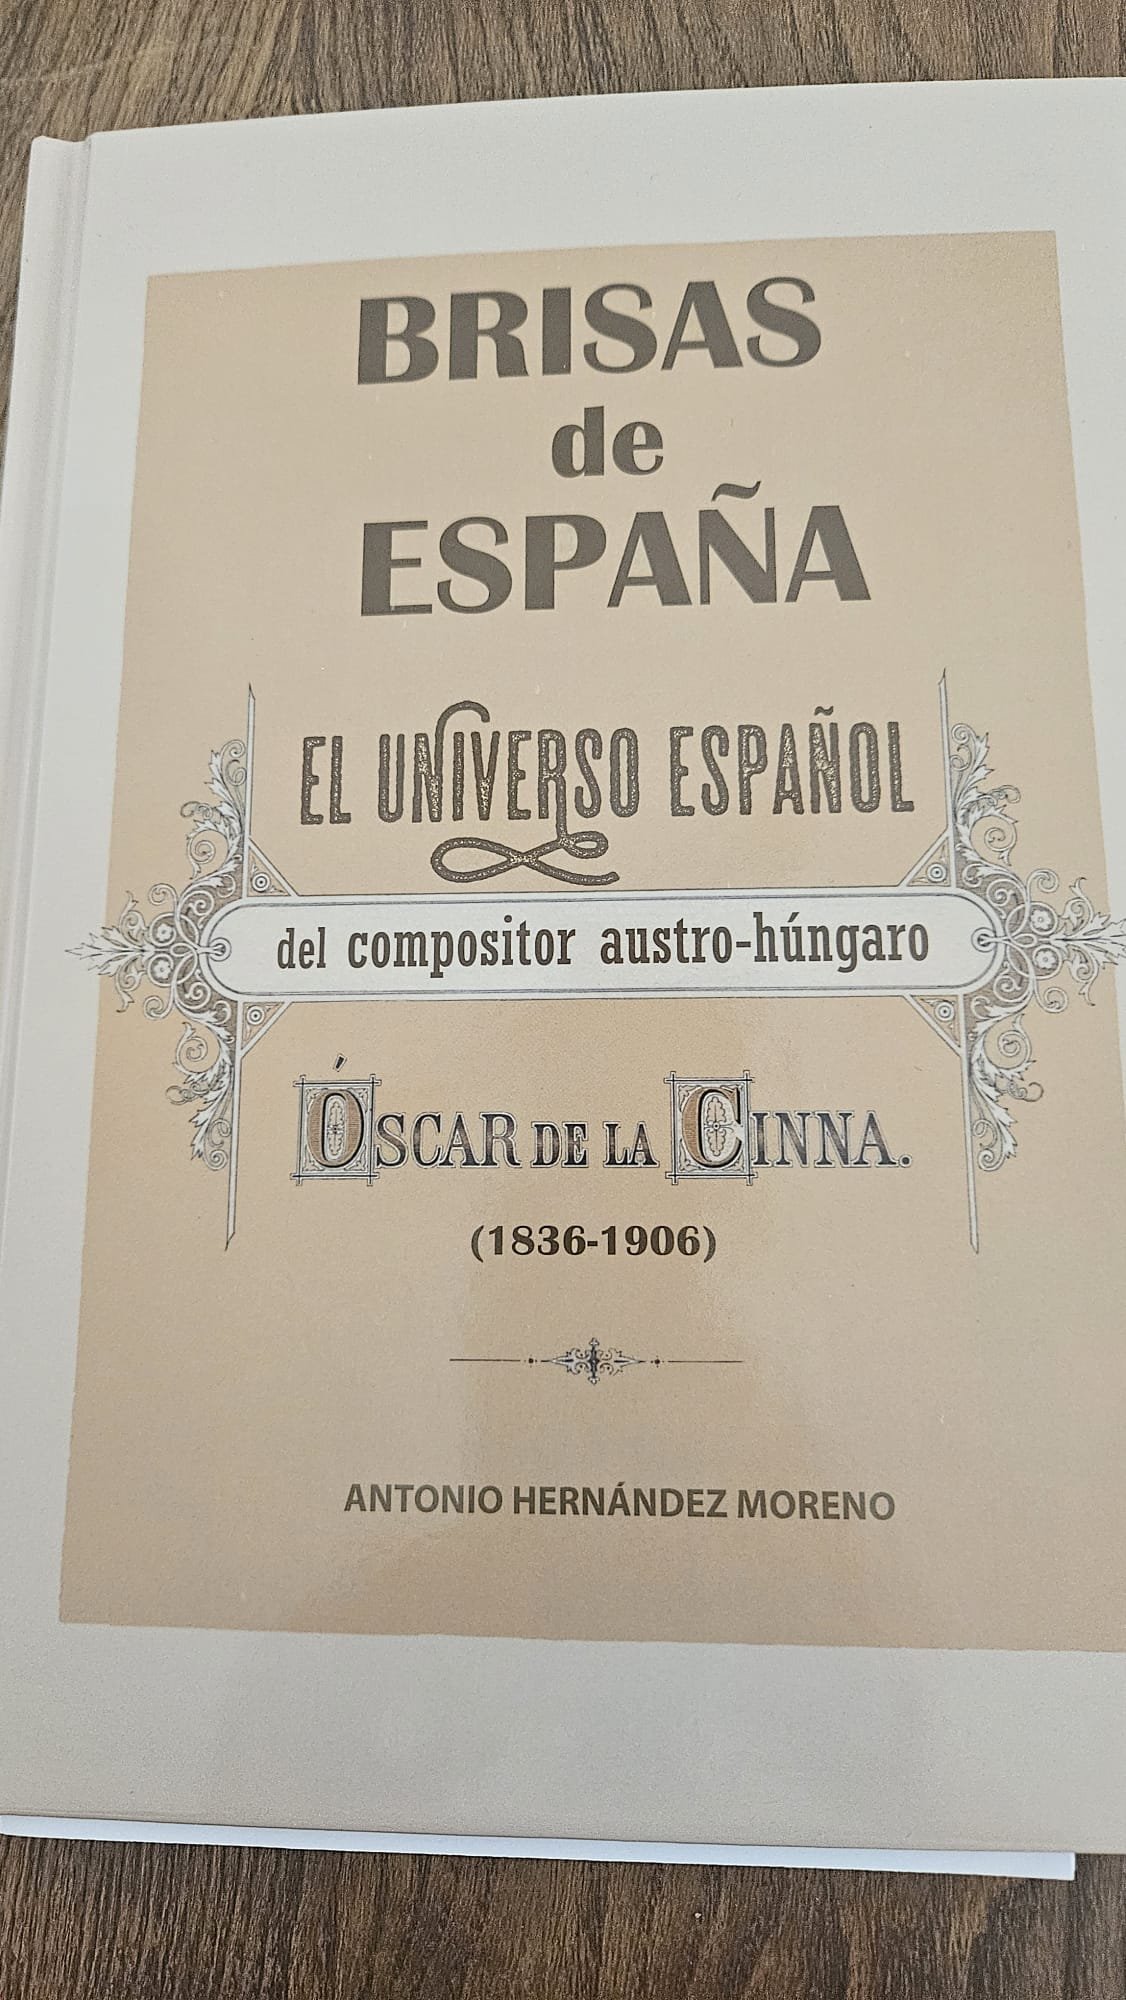 BRISAS
de
ESPAÑA
EL UNIVERSO ESPAÑOL
del compositor austro-húngaro
ÓSCAR DE LA CINNA.
(1836-1906)
ANTONIO HERNÁNDEZ MORENO